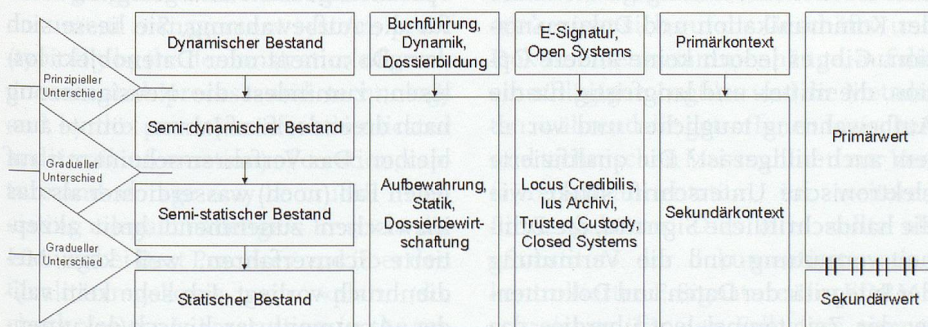 Dynamischer Bestand
Buchführung,
Dynamik,
Dossierbildung
E-Signatur,
Open Systems
Primärkontext
Prinzipieller
Unterschied
Semi-dynamischer Bestand
Primärwert
Gradueller
Unterschied
Aufbewahrung,
Statik,
Dossierbewirt-
schaftung
Locus Credibilis,
Ius Archivi,
Trusted Custody,
Closed Systems
Semi-statischer Bestand
Sekundärkontext
Gradueller
Unterschied
Statischer Bestand
Sekundärwert